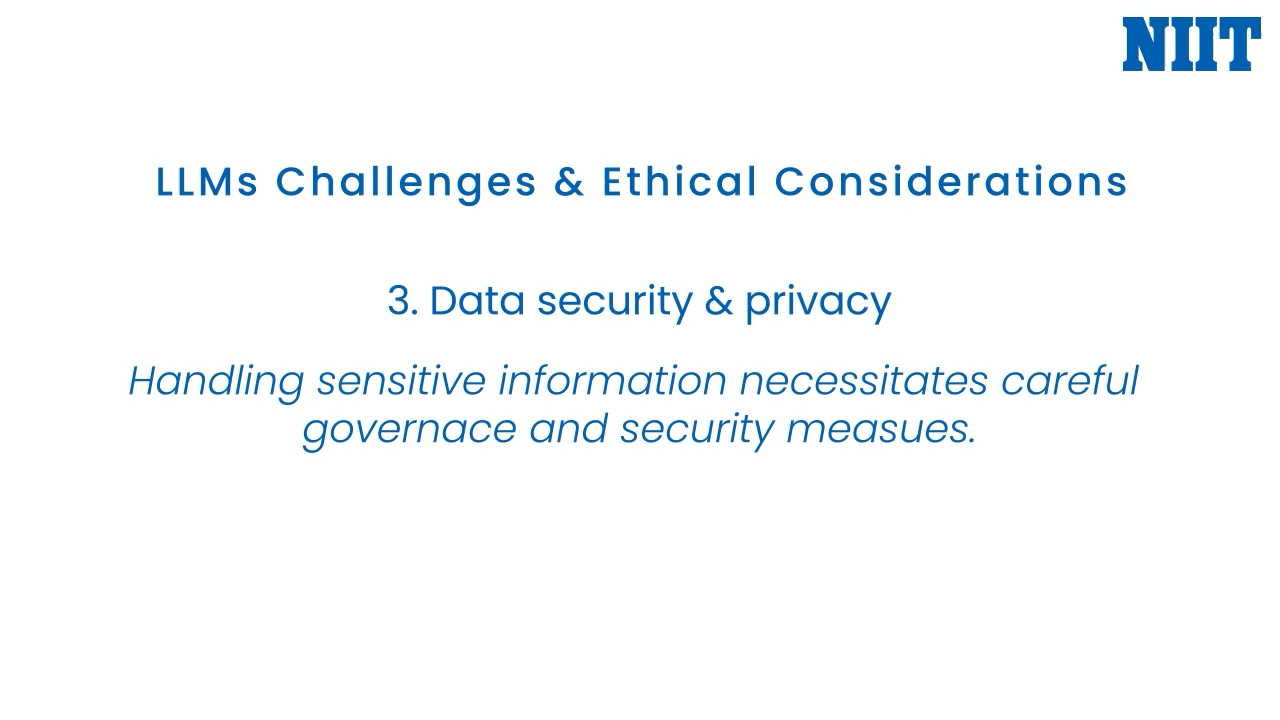 NIIT
LLMs Challenges & Ethical Considerations
3. Data security & privacy
Handling sensitive information necessitates careful
governace and security measues.